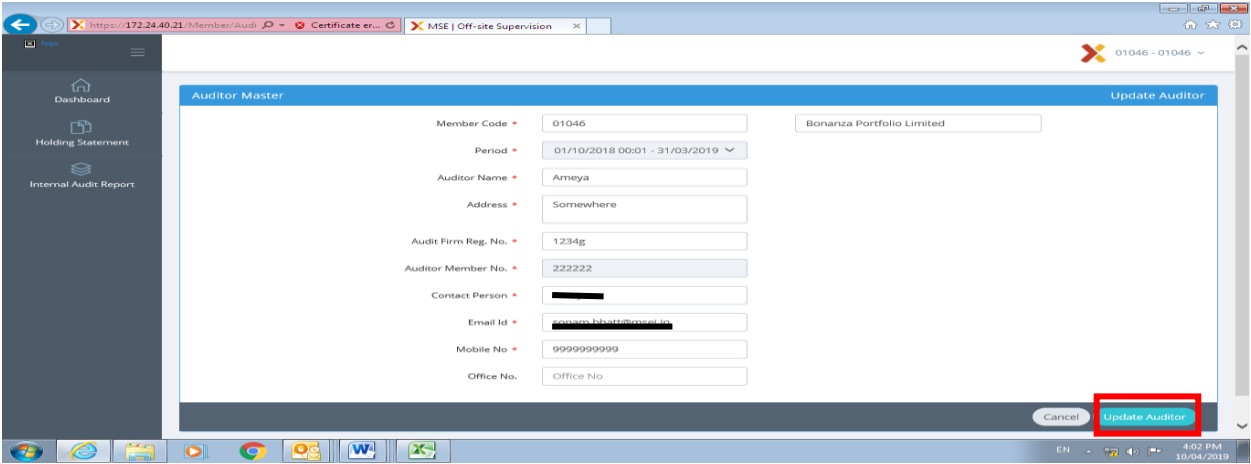 https://172.24.40.21/Member/Audi
Certificate er...
MSE | Off-site Supervision
logo
01046 - 01046
Dashboard
Holding Statement
Internal Audit Report
Auditor Master
Update Auditor
Member Code *
01046
Bonanza Portfolio Limited
Period *
01/10/2018 00:01 - 31/03/2019
Auditor Name *
Ameya
Address *
Somewhere
Audit Firm Reg. No. *
1234g
Auditor Member No. *
222222
Contact Person *
Email Id *
Mobile No *
9999999999
Office No.
Office No
Cancel
Update Auditor
EN
4:02 PM
10/04/2019